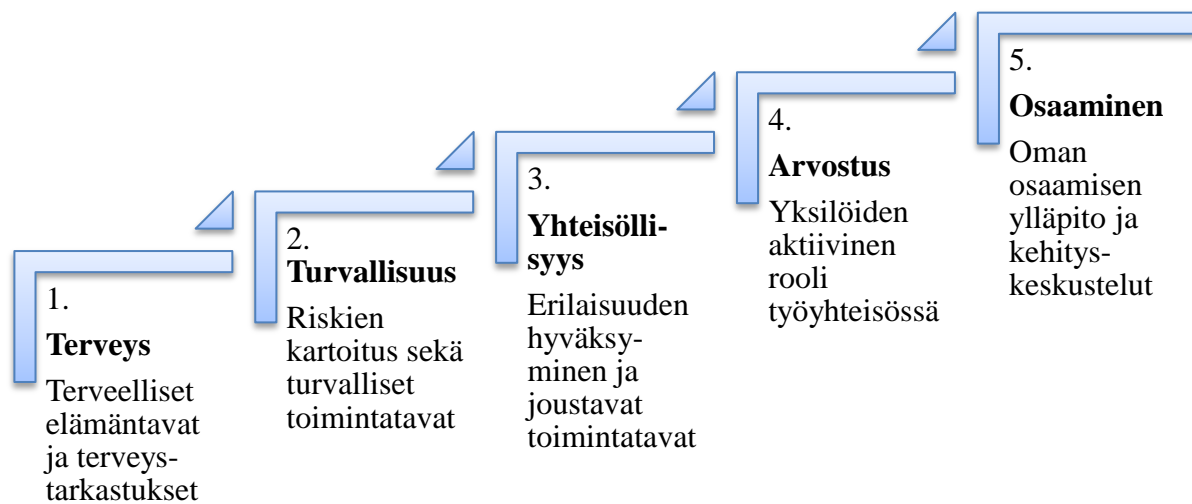 1.
Terveys
Terveelliset
elämäntavat
ja terveys-
tarkastukset
2.
Turvallisuus
Riskien
kartoitus sekä
turvalliset
toimintatavat
3.
Yhteisölli-
syys
Erilaisuuden
hyväksy-
minen ja
joustavat
toimintatavat
4.
Arvostus
Yksilöiden
aktiivinen
rooli
työyhteisössä
5.
Osaaminen
Oman
osaamisen
ylläpito ja
kehitys-
keskustelut